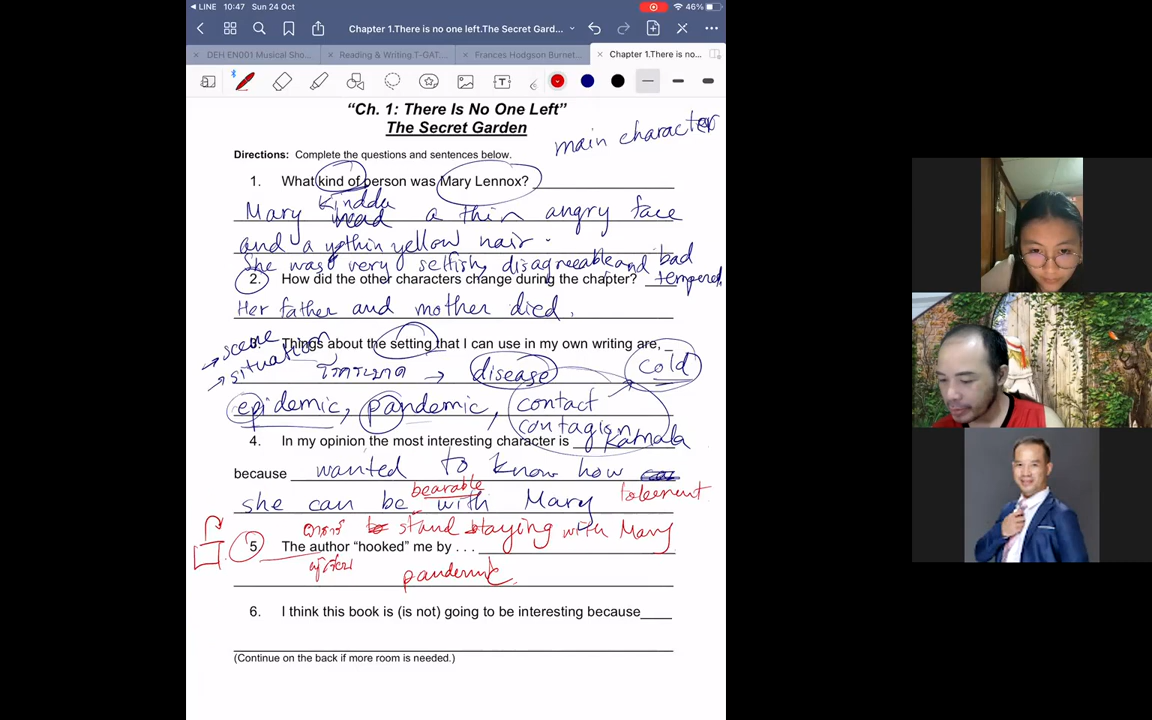 LINE 10:47 Sun 24 Oct 46%
Chapter 1.There is no one left.The Secret Gard...
DEH EN001 Musical Sho... Reading & Writing.T-GAT... Frances Hodgson Burnet... Chapter 1.There is no...
“Ch. 1: There Is No One Left”
The Secret Garden
main character
Directions: Complete the questions and sentences below.
1. What kind of person was Mary Lennox?
kindda
Mary head a thin angry face
and a thin yellow hair.
She was very selfish, disagreeable and bad
tempered,
2. How did the other characters change during the chapter?
Her father and mother died.
→ scene
3. Things about the setting that I can use in my own writing are,
→ situation
โรคระบาด → disease cold
epidemic, pandemic, contact
contagion
4. In my opinion the most interesting character is Kamala
because wanted to know how
bearable tolerent
she can be with Mary
stand staying with Mary
5 The author “hooked” me by . . .
ผู้เขียน pandemic.
6. I think this book is (is not) going to be interesting because
(Continue on the back if more room is needed.)